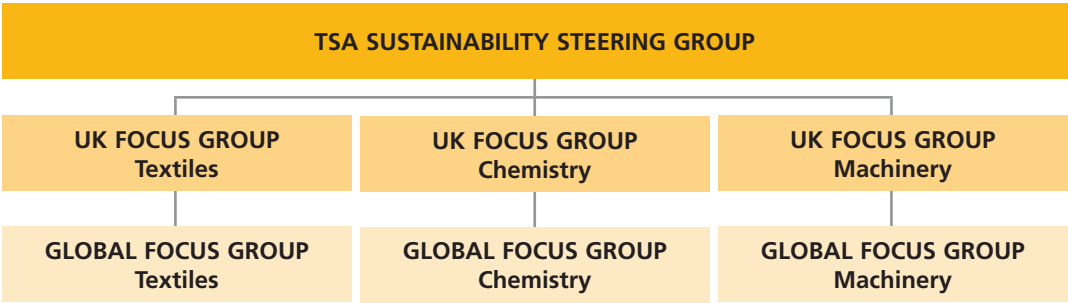 TSA SUSTAINABILITY STEERING GROUP
UK FOCUS GROUP
Textiles
UK FOCUS GROUP
Chemistry
UK FOCUS GROUP
Machinery
GLOBAL FOCUS GROUP
Textiles
GLOBAL FOCUS GROUP
Chemistry
GLOBAL FOCUS GROUP
Machinery